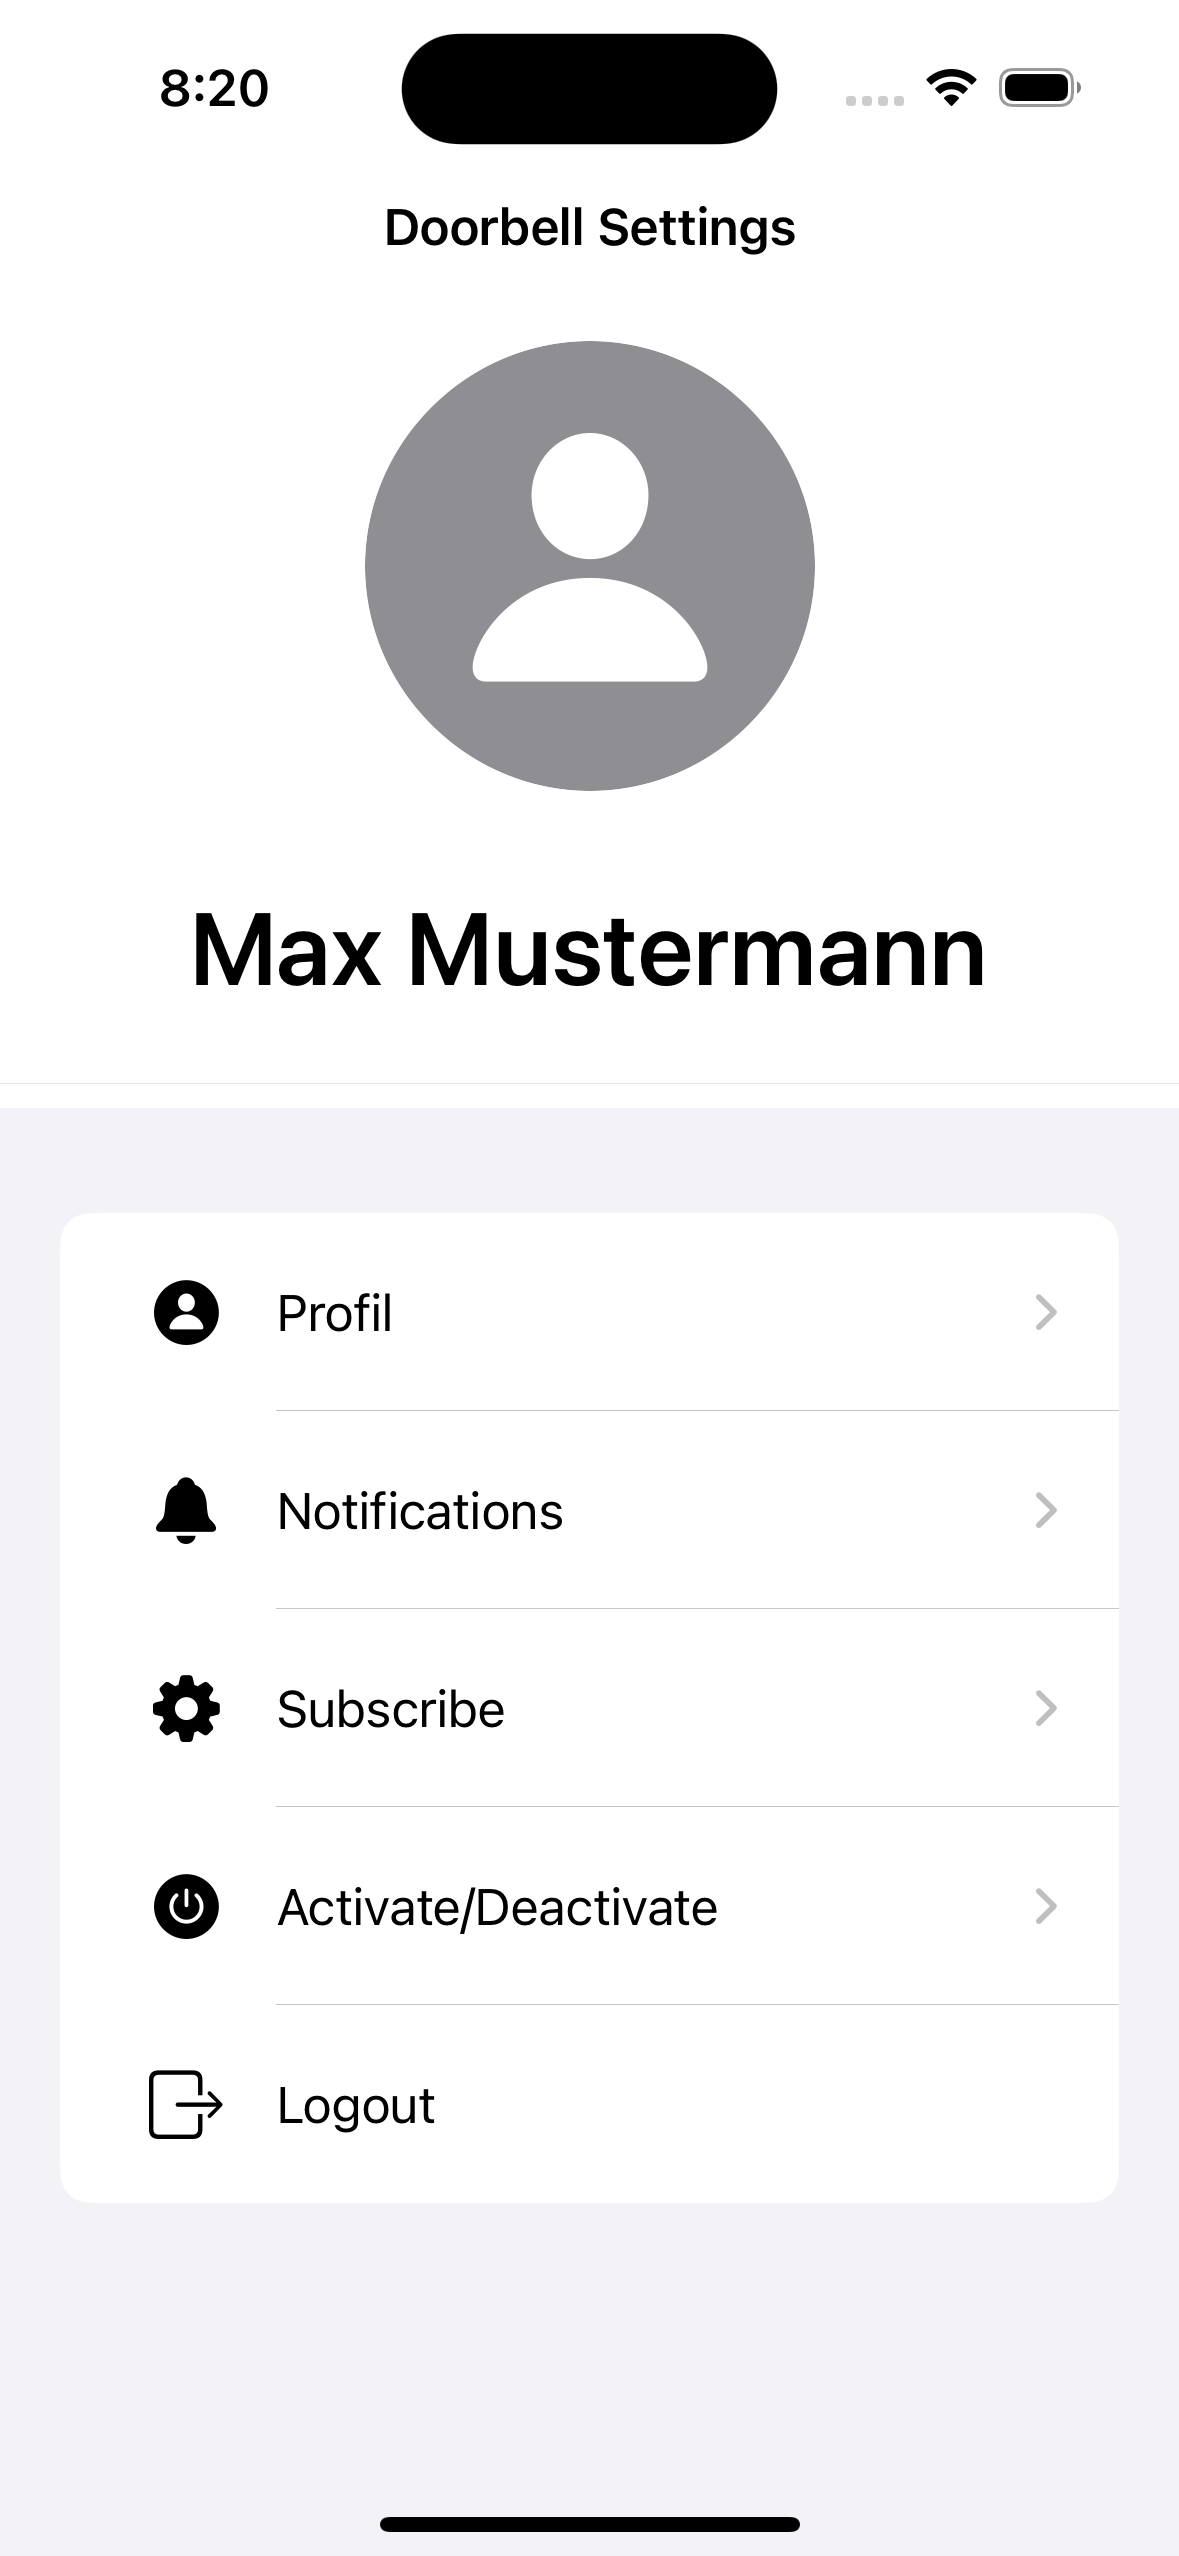 8:20
Doorbell Settings
Max Mustermann
Profil
Notifications
Subscribe
Activate/Deactivate
Logout